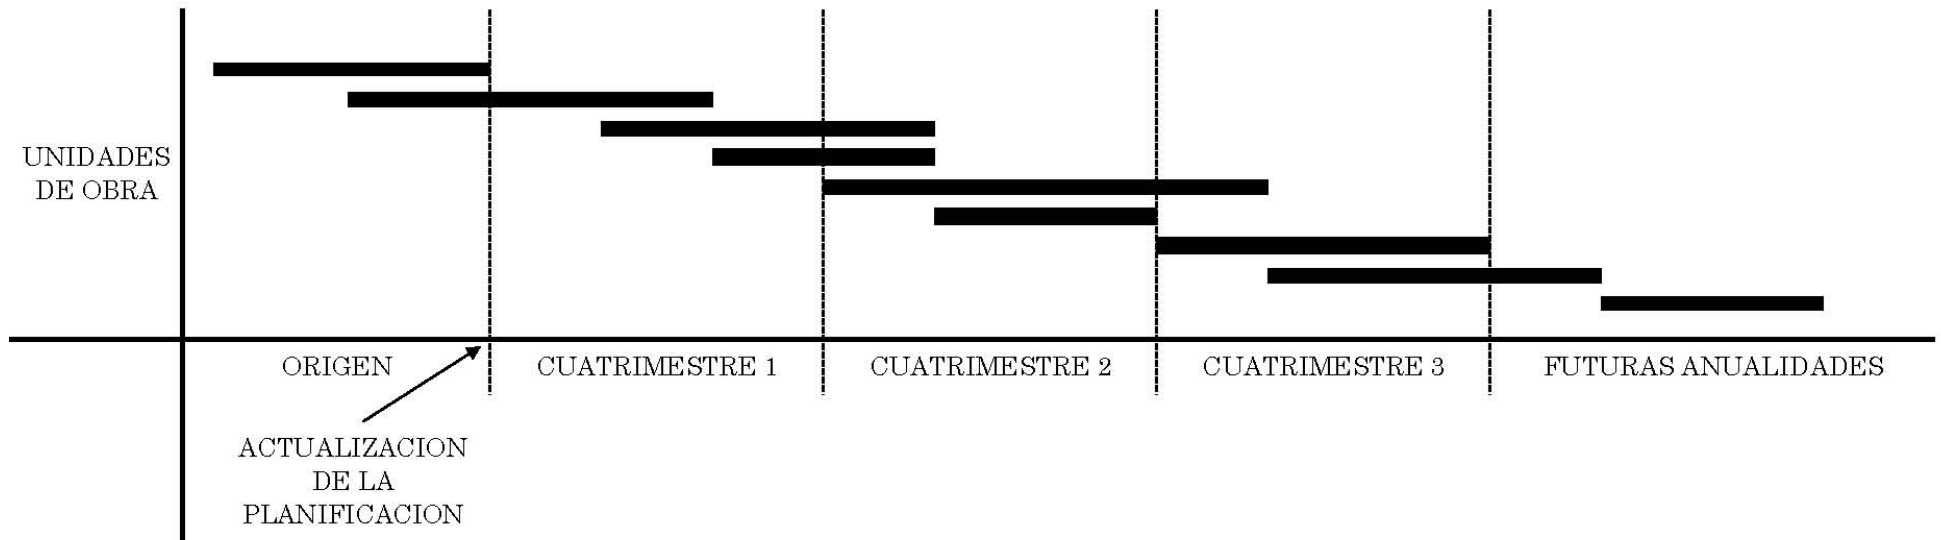 UNIDADES
DE OBRA
ORIGEN
CUATRIMESTRE 1
CUATRIMESTRE 2
CUATRIMESTRE 3
FUTURAS ANUALIDADES
ACTUALIZACION
DE LA
PLANIFICACION